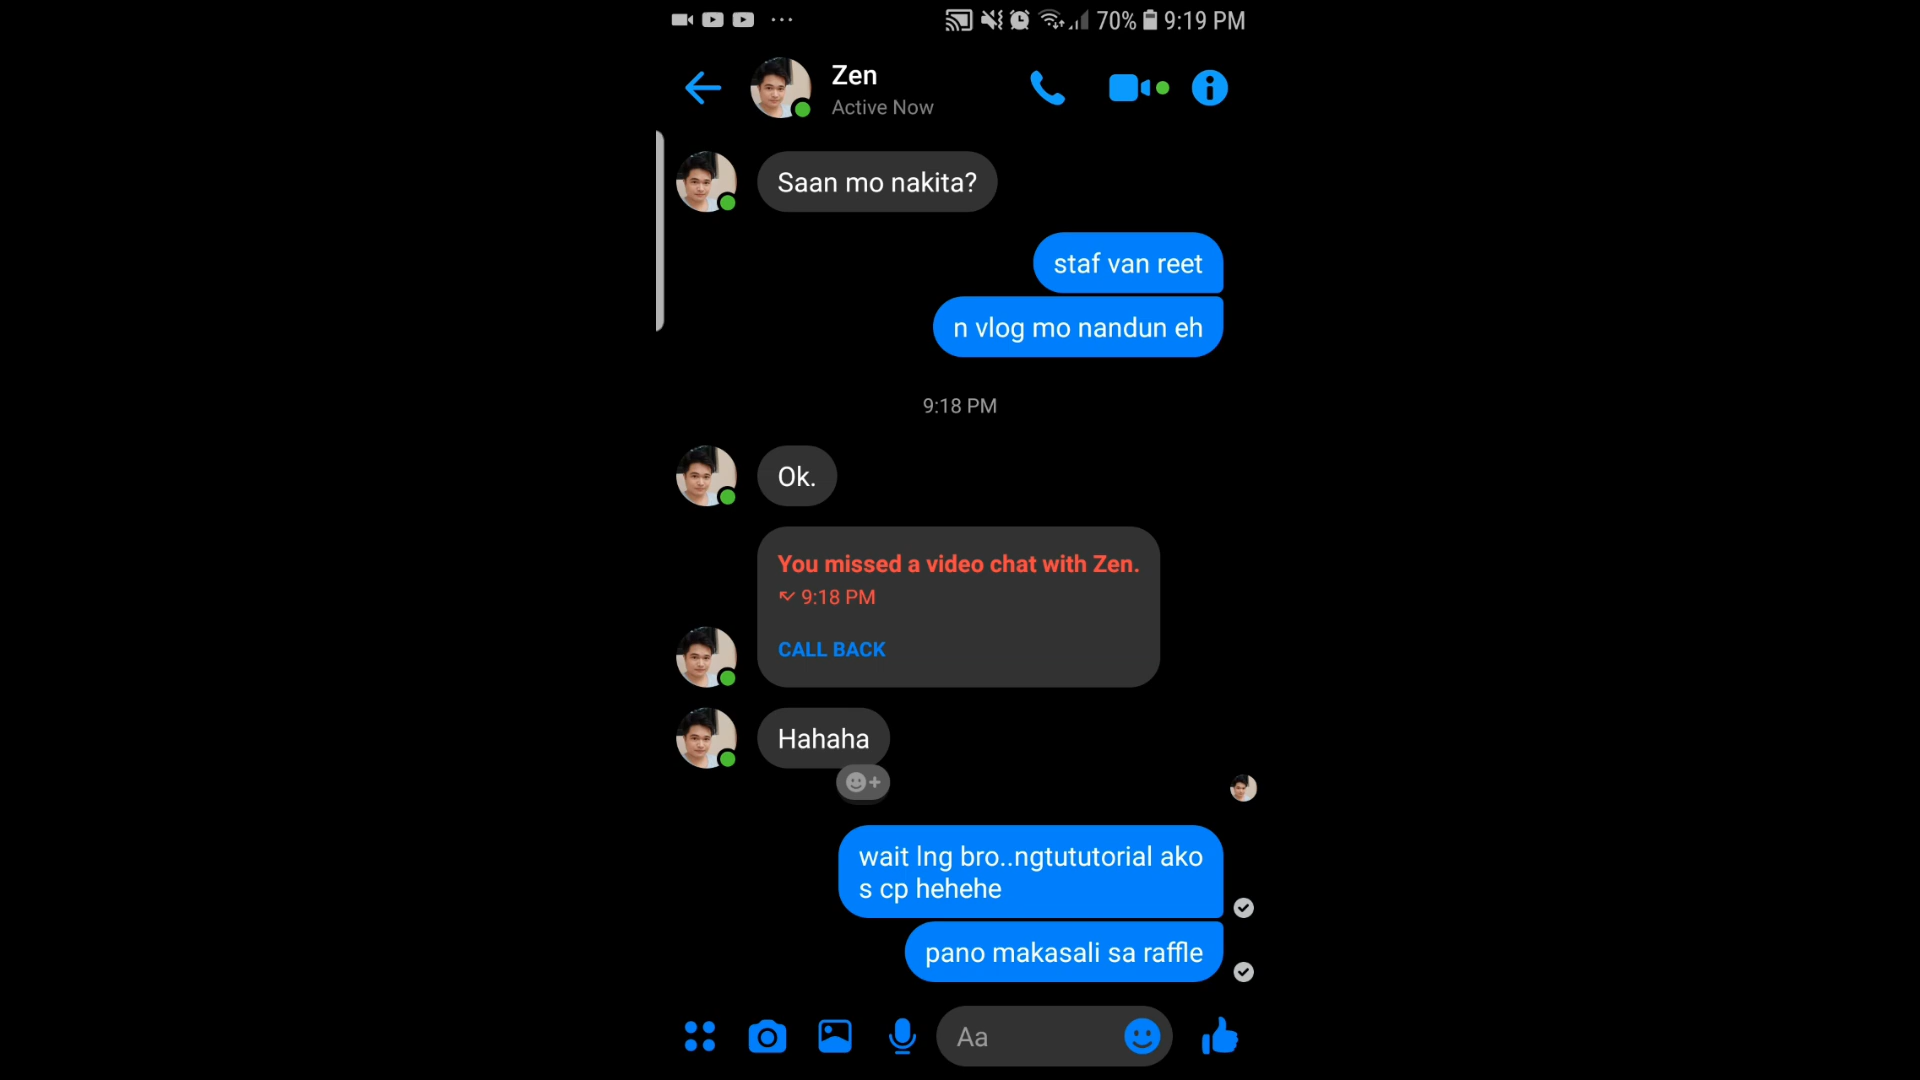 70% 9:19 PM
Zen
Active Now
Saan mo nakita?
staf van reet
n vlog mo nandun eh
9:18 PM
Ok.
You missed a video chat with Zen.
9:18 PM
CALL BACK
Hahaha
wait lng bro..ngtututorial ako
s cp hehehe
pano makasali sa raffle
Aa